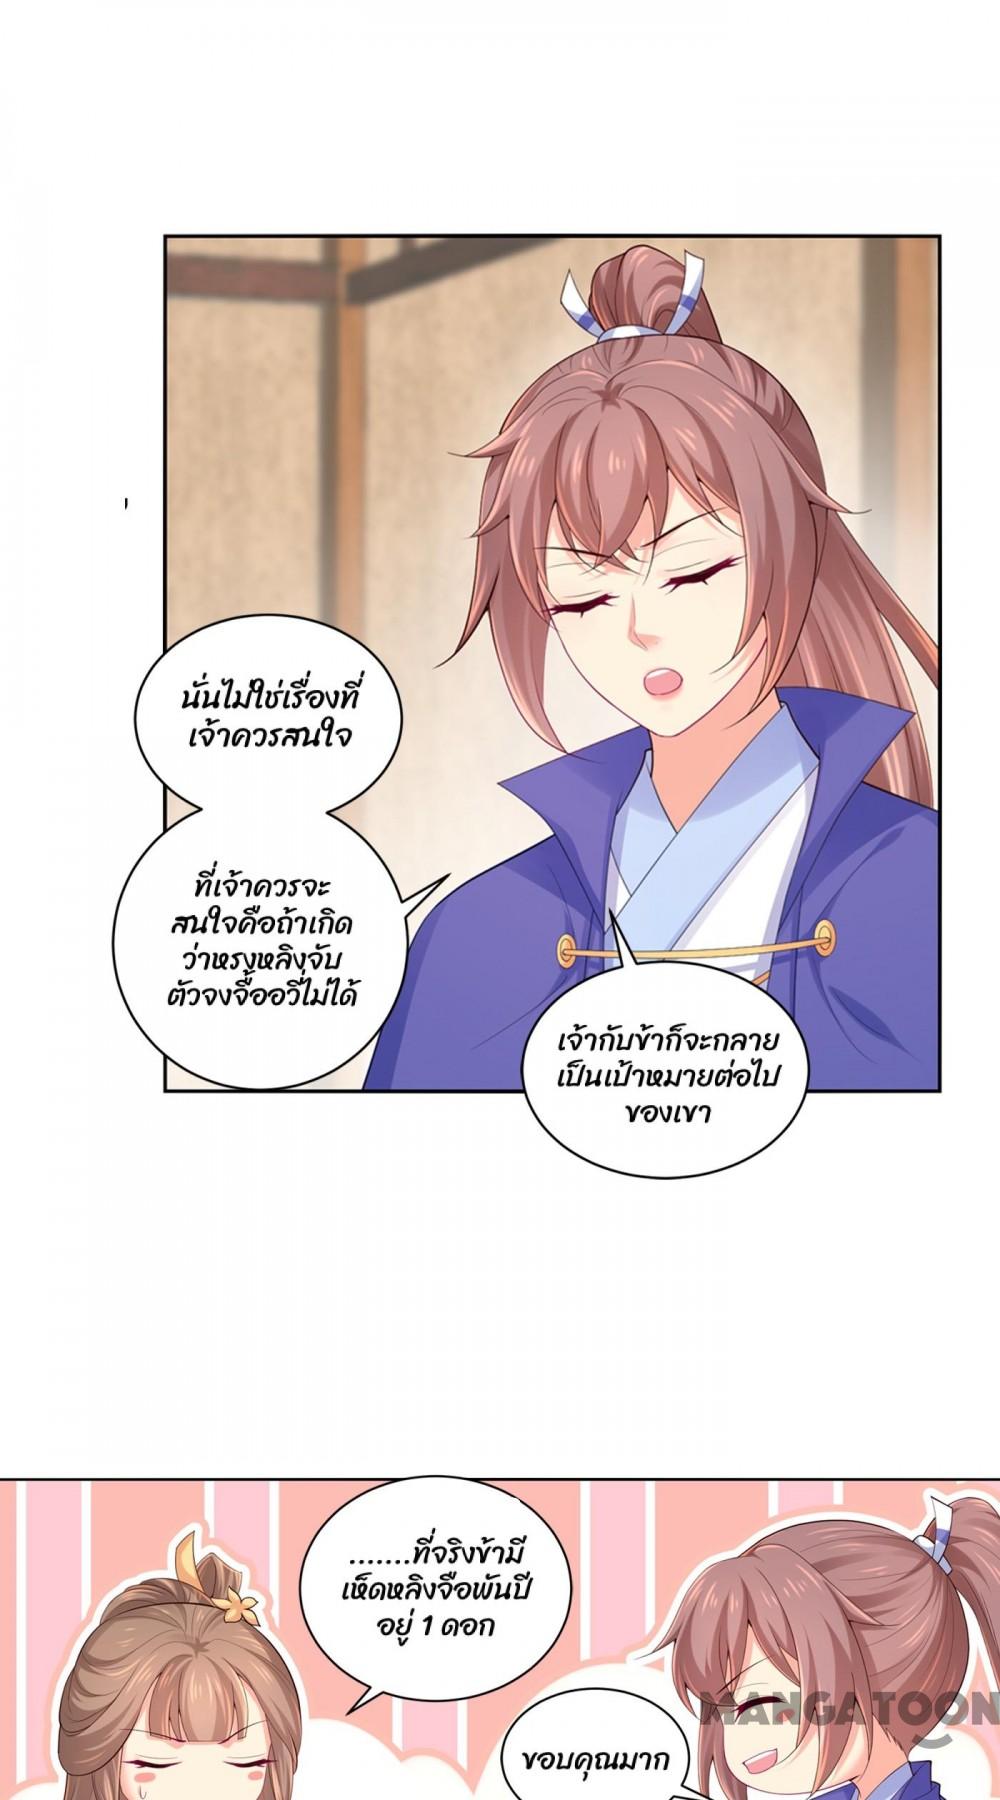 นั่นไม่ใช่เรื่องที่
เจ้าควรสนใจ
ที่เจ้าควรจะ
สนใจคือถ้าเกิด
ว่าหรงหลิงจับ
ตัวจงจื้ออวี่ไม่ได้
เจ้ากับข้าก็จะกลาย
เป็นเป้าหมายต่อไป
ของเขา
.......ที่จริงข้ามี
เห็ดหลิงจือพันปี
อยู่ 1 ดอก
MANGATOON
ขอบคุณมาก